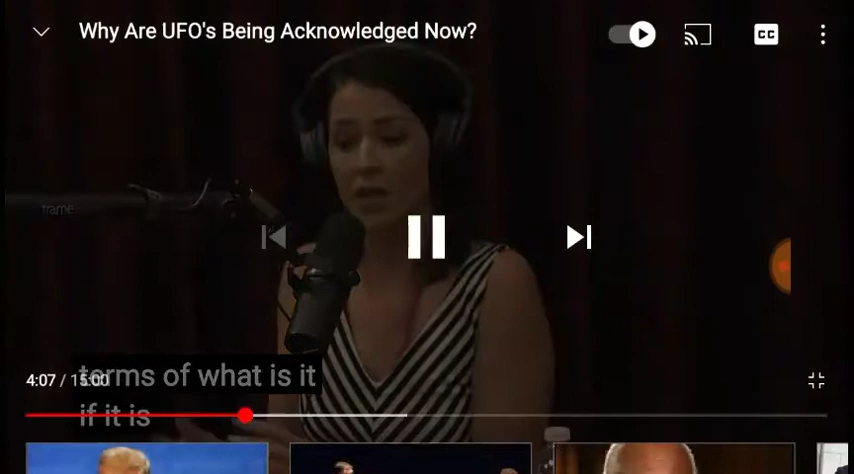 Why Are UFO's Being Acknowledged Now?
CC
frame
terms of what is it
4:07 / 15:00
if it is